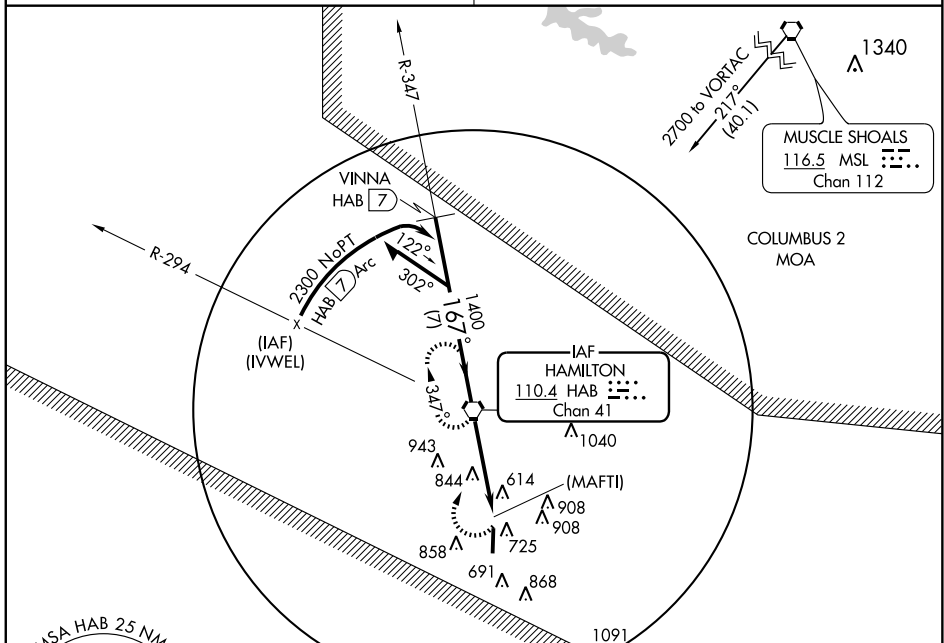 R-347
1340
2700 to VORTAC
217°
(40.1)
MUSCLE SHOALS
116.5 MSL
Chan 112
VINNA
HAB 7
COLUMBUS 2
MOA
R-294
2300 NoPT
HAB 7 Arc
122°
302°
(IAF)
(IVWEL)
1400
167°
(7)
IAF
HAMILTON
110.4 HAB
Chan 41
347°
1040
943
844
614
(MAFTI)
908
908
858
725
691
868
1091
MSA HAB 25 NM